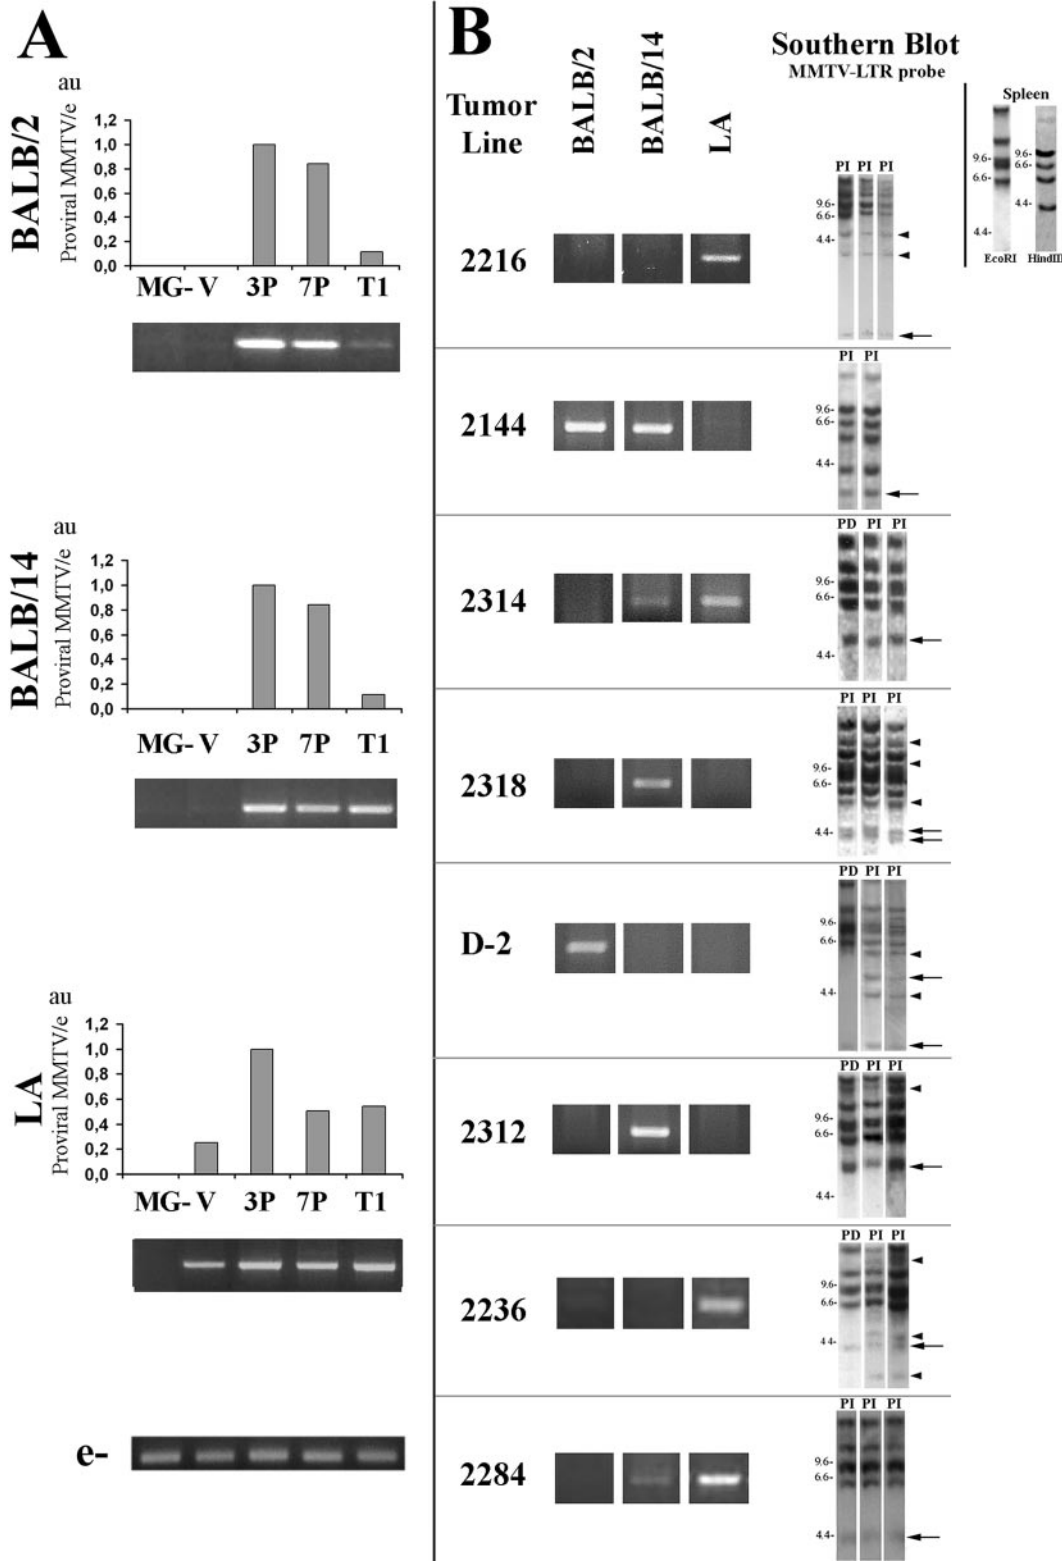 A
BALB/2
au
Proviral MMTV/e
1,2
1,0
0,8
0,6
0,4
0,2
0,0
MG- V 3P 7P T1
BALB/14
au
Proviral MMTV/e
1,2
1,0
0,8
0,6
0,4
0,2
0,0
MG- V 3P 7P T1
LA
au
Proviral MMTV/e
1,2
1,0
0,8
0,6
0,4
0,2
0,0
MG- V 3P 7P T1
e-
B
Tumor
Line
BALB/2
BALB/14
LA
Southern Blot
MMTV-LTR probe
Spleen
9.6-
6.6-
4.4-
9.6-
6.6-
4.4-
EcoRI HindIII
2216
PI PI PI
9.6-
6.6-
4.4-
2144
PI PI
9.6-
6.6-
4.4-
2314
PD PI PI
9.6-
6.6-
4.4-
2318
PI PI PI
9.6-
6.6-
4.4-
D-2
PD PI PI
9.6-
6.6-
4.4-
2312
PD PI PI
9.6-
6.6-
4.4-
2236
PD PI PI
9.6-
6.6-
4.4-
2284
PI PI PI
9.6-
6.6-
4.4-